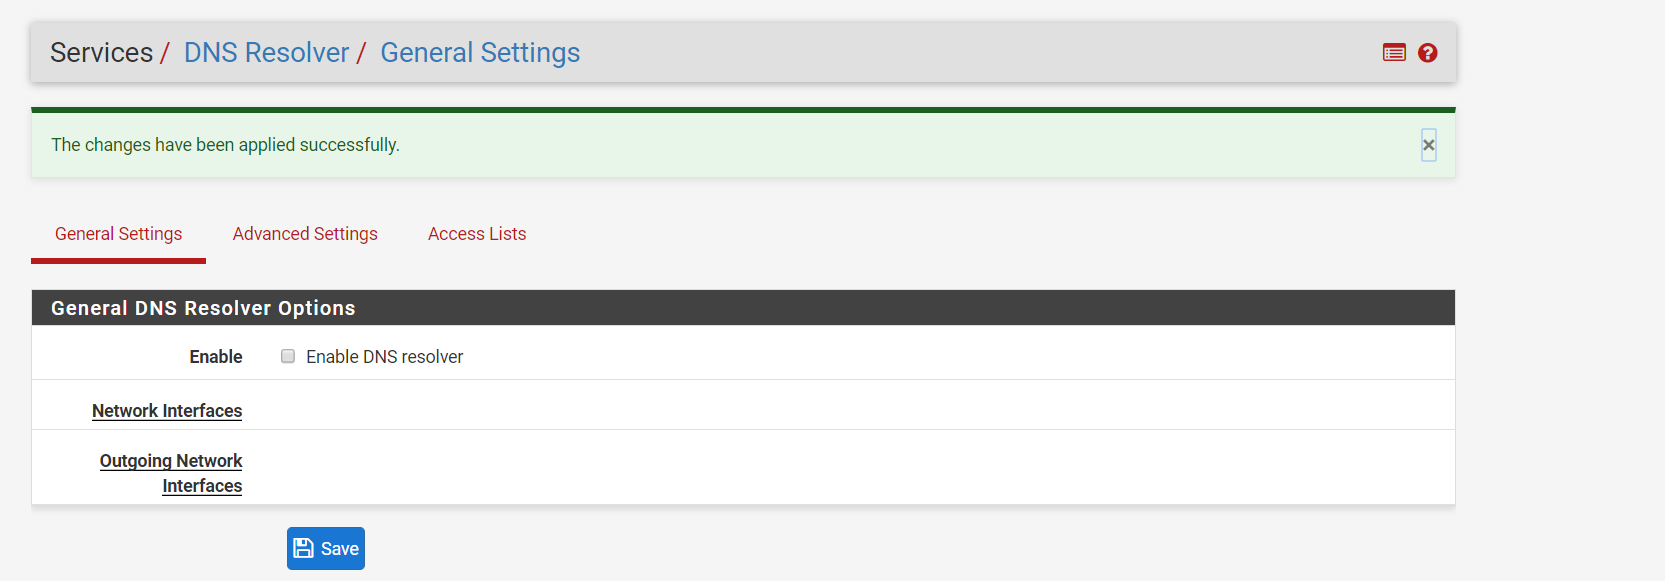 Services / DNS Resolver / General Settings
The changes have been applied successfully.
×
General Settings Advanced Settings Access Lists
General DNS Resolver Options
Enable Enable DNS resolver
Network Interfaces
Outgoing Network
Interfaces
Save